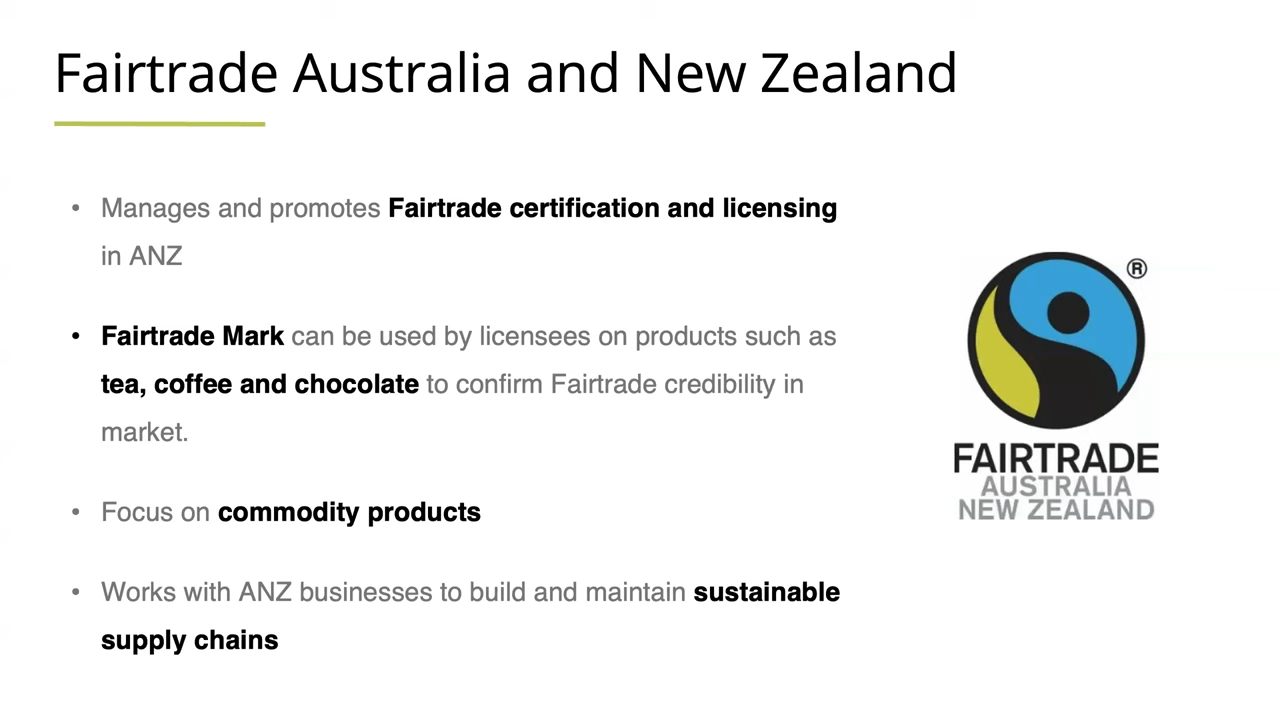 Fairtrade Australia and New Zealand
• Manages and promotes Fairtrade certification and licensing
in ANZ
• Fairtrade Mark can be used by licensees on products such as
tea, coffee and chocolate to confirm Fairtrade credibility in
market.
• Focus on commodity products
• Works with ANZ businesses to build and maintain sustainable
supply chains
®
FAIRTRADE
AUSTRALIA
NEW ZEALAND